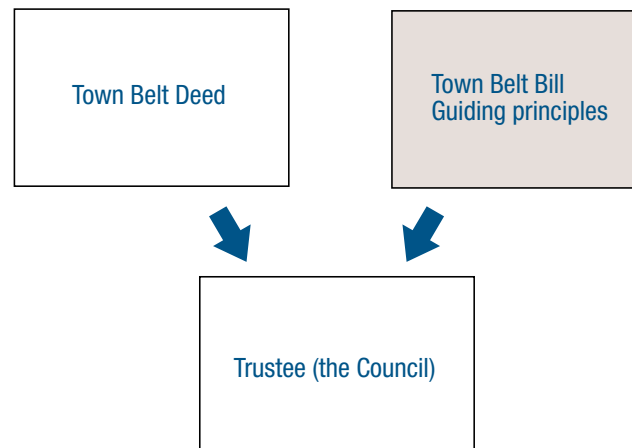 Town Belt Deed
Town Belt Bill
Guiding principles
Trustee (the Council)